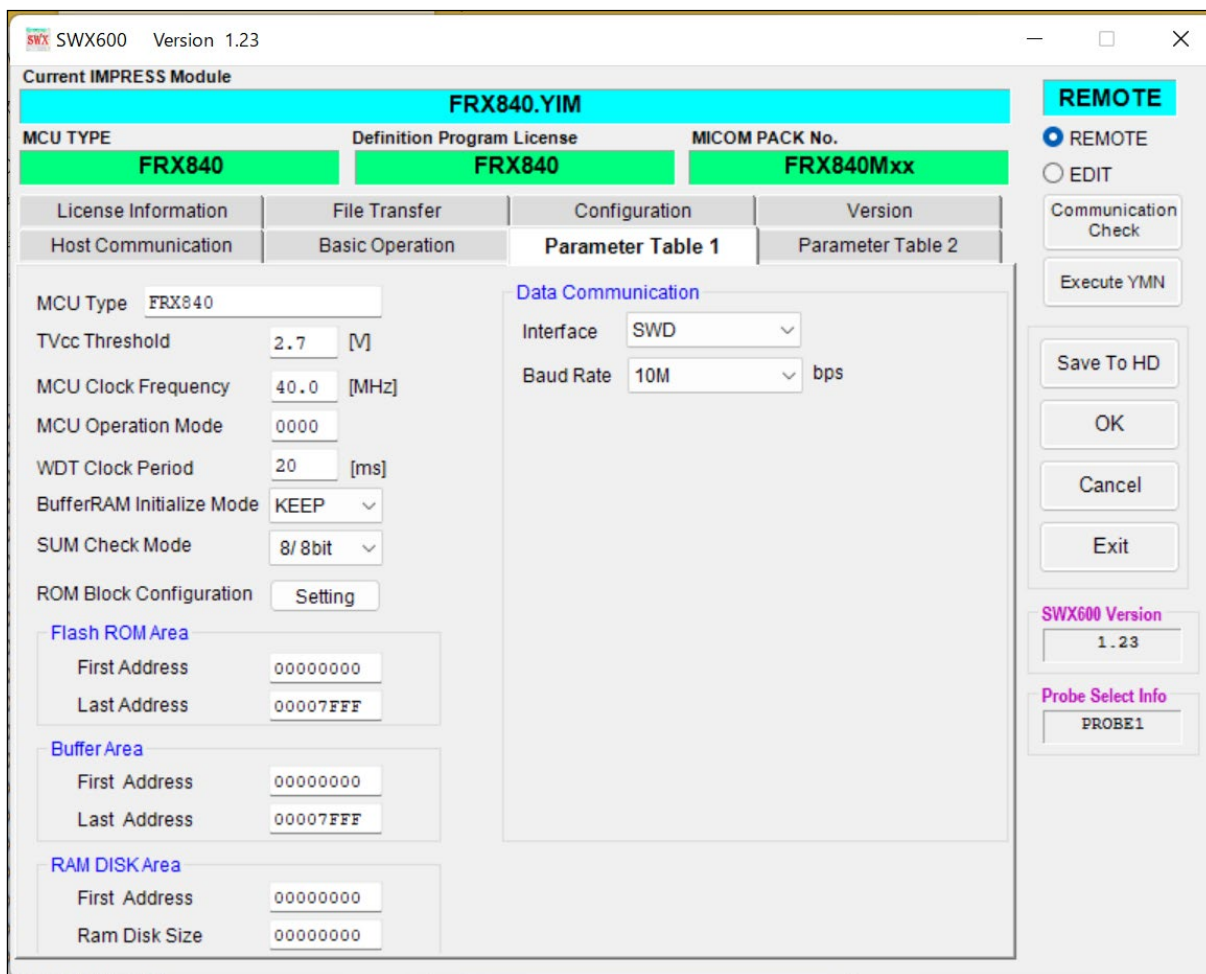 SWX SWX600 Version 1.23
Current IMPRESS Module
FRX840.YIM
MCU TYPE Definition Program License MICOM PACK No.
FRX840 FRX840 FRX840Mxx
License Information File Transfer Configuration Version
Host Communication Basic Operation Parameter Table 1 Parameter Table 2
MCU Type FRX840
TVcc Threshold 2.7 [V]
MCU Clock Frequency 40.0 [MHz]
MCU Operation Mode 0000
WDT Clock Period 20 [ms]
BufferRAM Initialize Mode KEEP
SUM Check Mode 8/ 8bit
ROM Block Configuration Setting
Flash ROM Area
First Address 00000000
Last Address 00007FFF
Buffer Area
First Address 00000000
Last Address 00007FFF
RAM DISK Area
First Address 00000000
Ram Disk Size 00000000
Data Communication
Interface SWD
Baud Rate 10M bps
REMOTE
REMOTE
EDIT
Communication
Check
Execute YMN
Save To HD
OK
Cancel
Exit
SWX600 Version
1.23
Probe Select Info
PROBE1